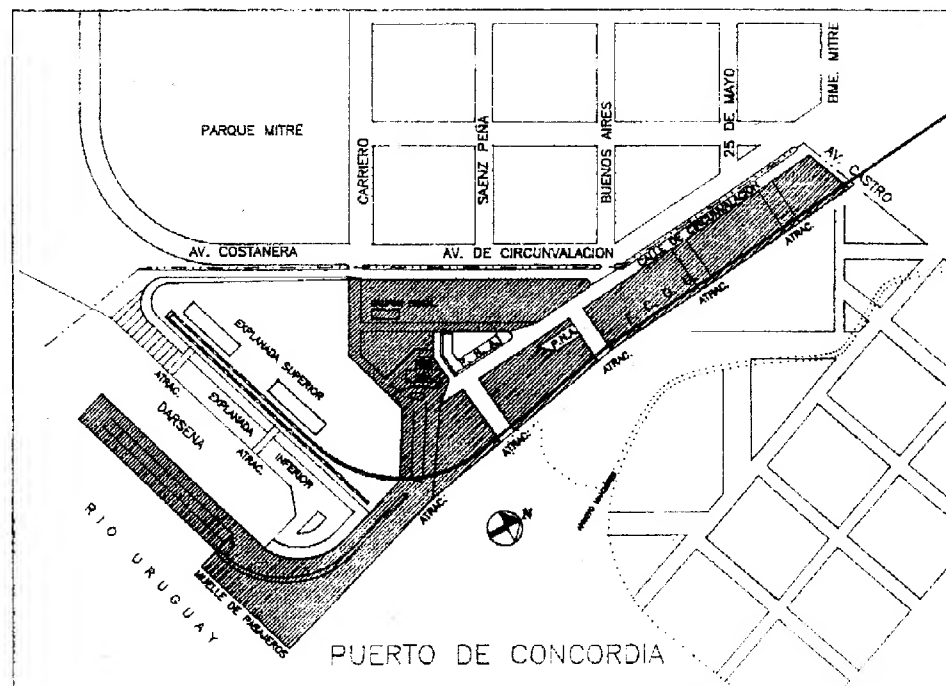 PARQUE MITRE
CARRIERO
SAENZ PEÑA
BUENOS AIRES
25 DE MAYO
BME. MITRE
AV. CASTRO
AV. COSTANERA
AV. DE CIRCUNVALACION
CALLE DE CIRCUNVALACION
ATRAC.
ATRAC.
F.C.G.U.
P.N.A.
ATRAC.
EXPLANADA SUPERIOR
ATRAC.
EXPLANADA
INFERIOR
DARSENA
ATRAC.
ATRAC.
ATRAC.
N
RIO URUGUAY
MUELLE DE PASAJEROS
PUERTO DE CONCORDIA